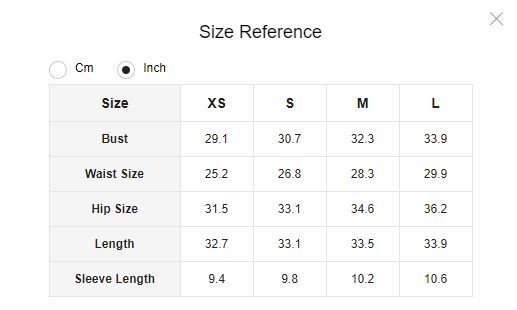 Size Reference
Cm Inch
Size XS S M L
Bust 29.1 30.7 32.3 33.9
Waist Size 25.2 26.8 28.3 29.9
Hip Size 31.5 33.1 34.6 36.2
Length 32.7 33.1 33.5 33.9
Sleeve Length 9.4 9.8 10.2 10.6